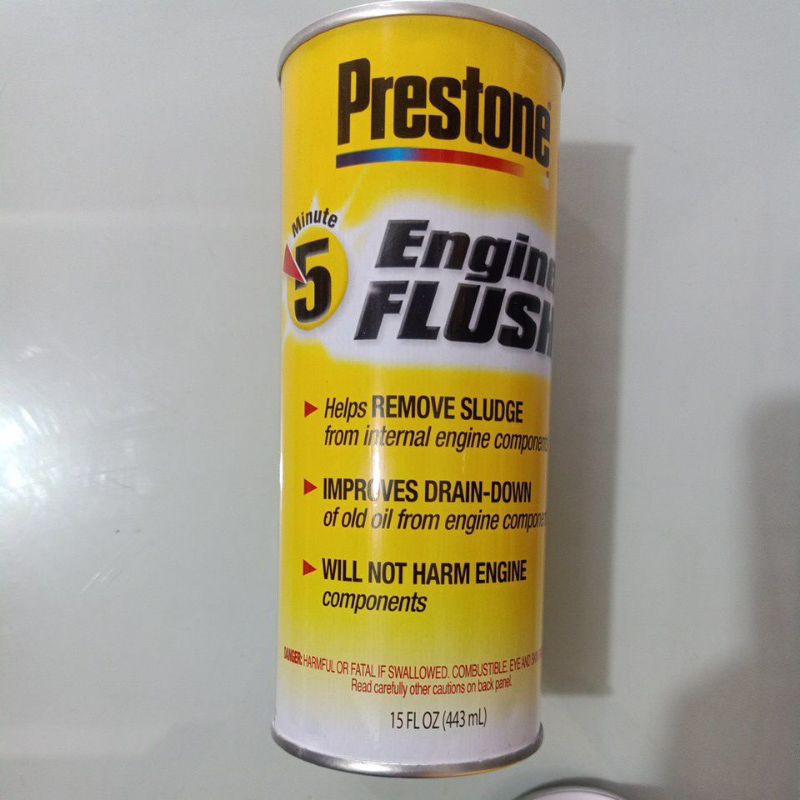 Prestone
Minute
5
Engine
FLUSH
Helps REMOVE SLUDGE
from internal engine components
IMPROVES DRAIN-DOWN
of old oil from engine components
WILL NOT HARM ENGINE
components
DANGER: HARMFUL OR FATAL IF SWALLOWED. COMBUSTIBLE. EYE AND
Read carefully other cautions on back panel.
15 FL OZ (443 mL)